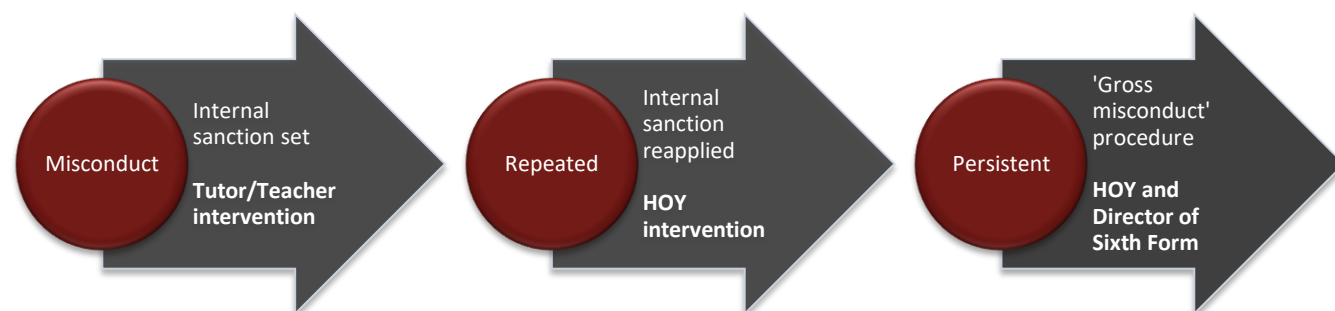 Misconduct
Internal
sanction set
Tutor/Teacher
intervention
Repeated
Internal
sanction
reapplied
HOY
intervention
Persistent
'Gross
misconduct'
procedure
HOY and
Director of
Sixth Form